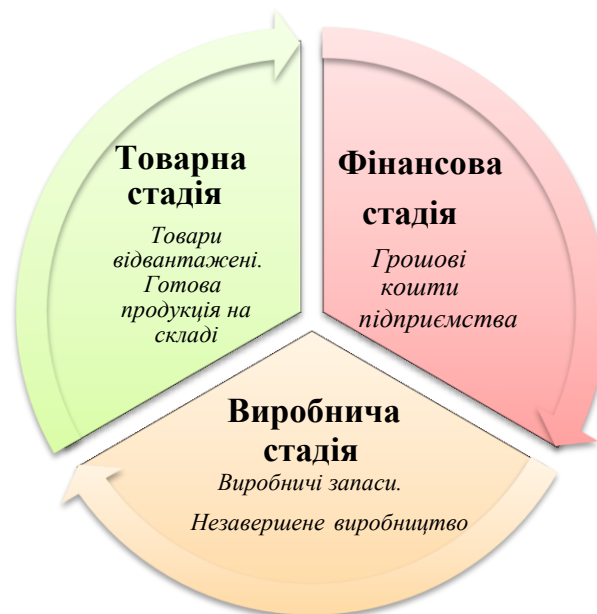 Товарна
стадія
Товари
відвантажені.
Готова
продукція на
складі
Фінансова
стадія
Грошові
кошти
підприємства
Виробнича
стадія
Виробничі запаси.
Незавершене виробництво